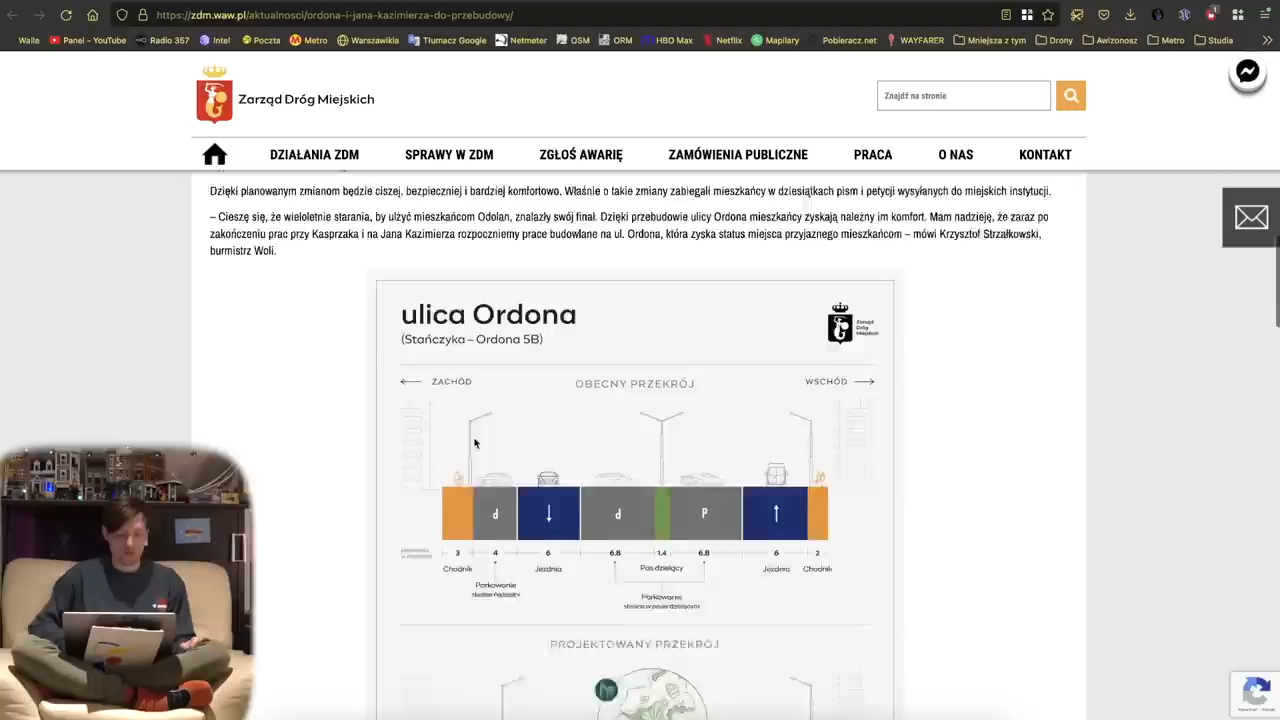 https://zdm.waw.pl/aktualnosci/ordona-i-jana-kazimierza-do-przebudowy/
Walle Panel - YouTube Radio 357 Intel Poczta Metro Warszawikia Tłumacz Google Netmeter OSM ORM HBO Max Netflix Mapilary Pobieracz.net WAYFARER Mniejsza z tym Drony Awizonosz Metro Studia
Zarząd Dróg Miejskich
Znajdź na stronie
DZIAŁANIA ZDM SPRAWY W ZDM ZGŁOŚ AWARIĘ ZAMÓWIENIA PUBLICZNE PRACA O NAS KONTAKT
Dzięki planowanym zmianom będzie ciszej, bezpieczniej i bardziej komfortowo. Właśnie o takie zmiany zabiegali mieszkańcy w dziesiątkach pism i petycji wysyłanych do miejskich instytucji.
– Cieszę się, że wieloletnie starania, by ulżyć mieszkańcom Odolan, znalazły swój finał. Dzięki przebudowie ulicy Ordona mieszkańcy zyskają należny im komfort. Mam nadzieję, że zaraz po
zakończeniu prac przy Kasprzaka i na Jana Kazimierza rozpoczniemy prace budowlane na ul. Ordona, która zyska status miejsca przyjaznego mieszkańcom – mówi Krzysztof Strzałkowski,
burmistrz Woli.
ulica Ordona
(Stańczyka – Ordona 5B)
Zarząd
Dróg
Miejskich
ZACHÓD OBECNY PRZEKRÓJ WSCHÓD
d ↓ d P ↑
3 4 6 6,8 1,4 6,8 6 2
Chodnik Jezdnia Pas dzielący Jezdnia Chodnik
Parkowanie Parkowanie
PROJEKTOWANY PRZEKRÓJ